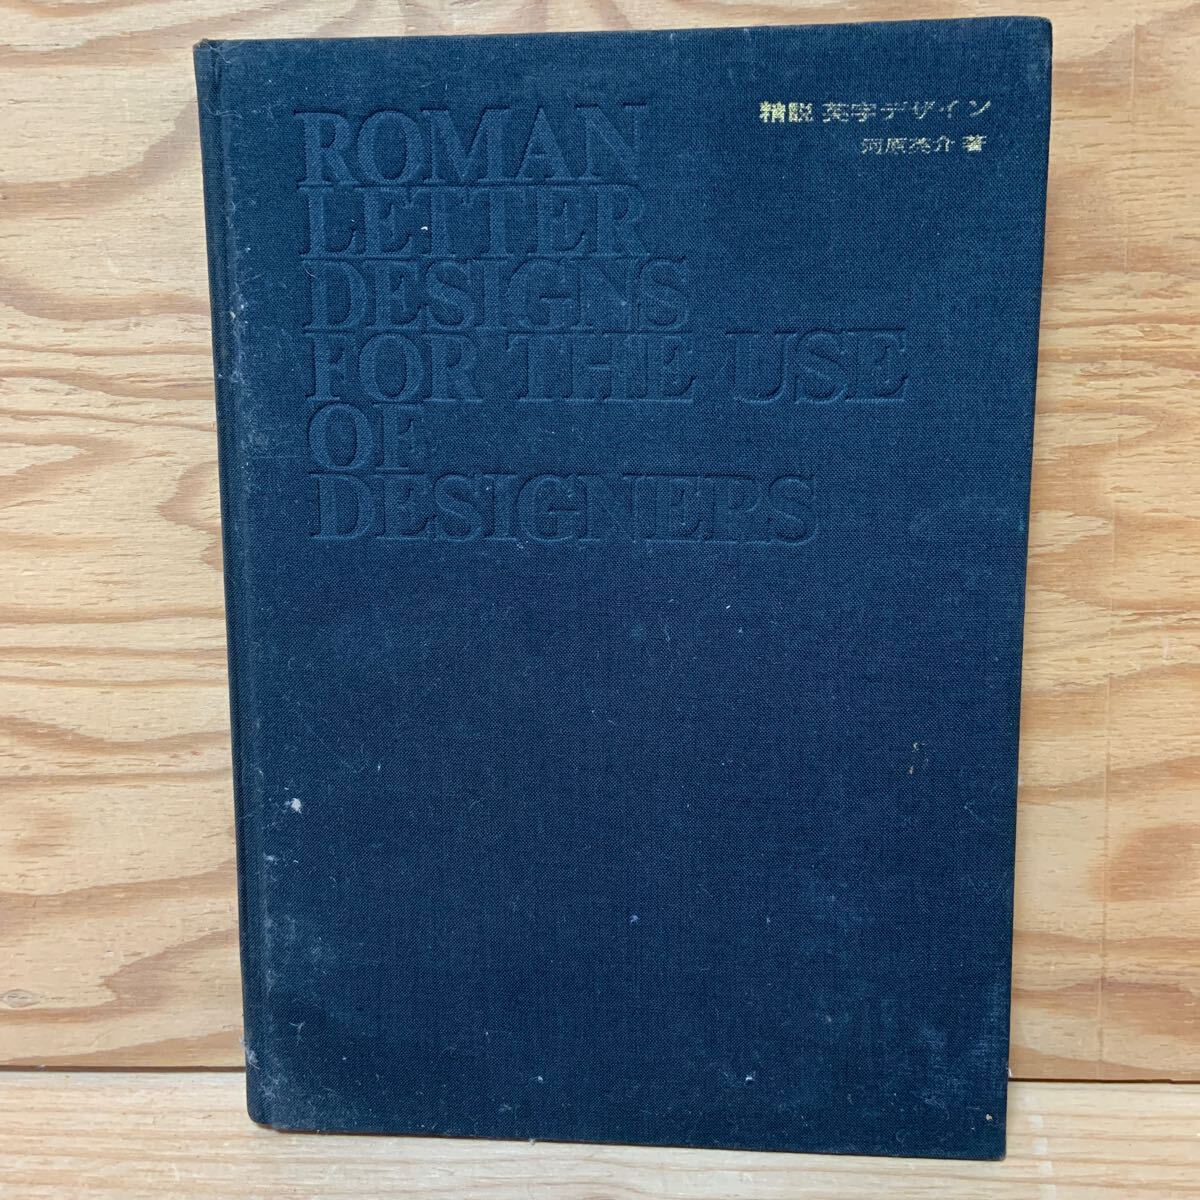 精説 英字デザイン
河原英介 著
ROMAN
LETTER
DESIGNS
FOR THE USE
OF
DESIGNERS